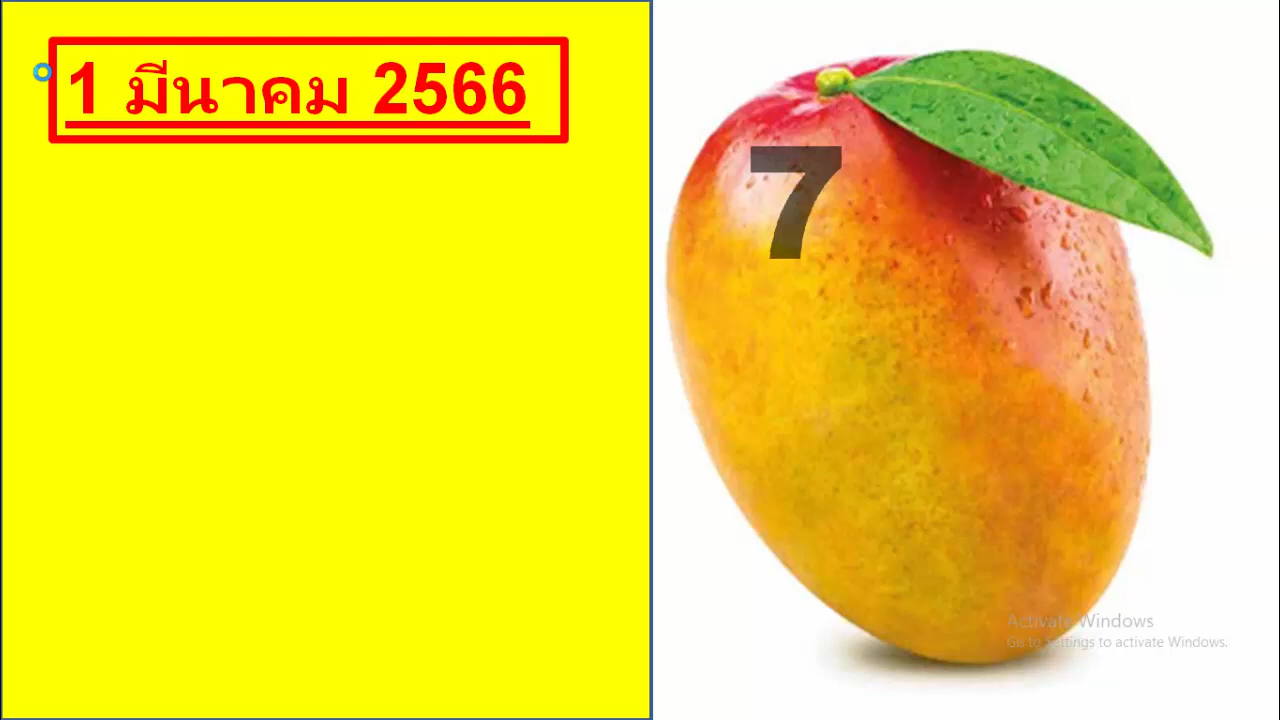 1 มีนาคม 2566
7
Activate Windows
Go to Settings to activate Windows.